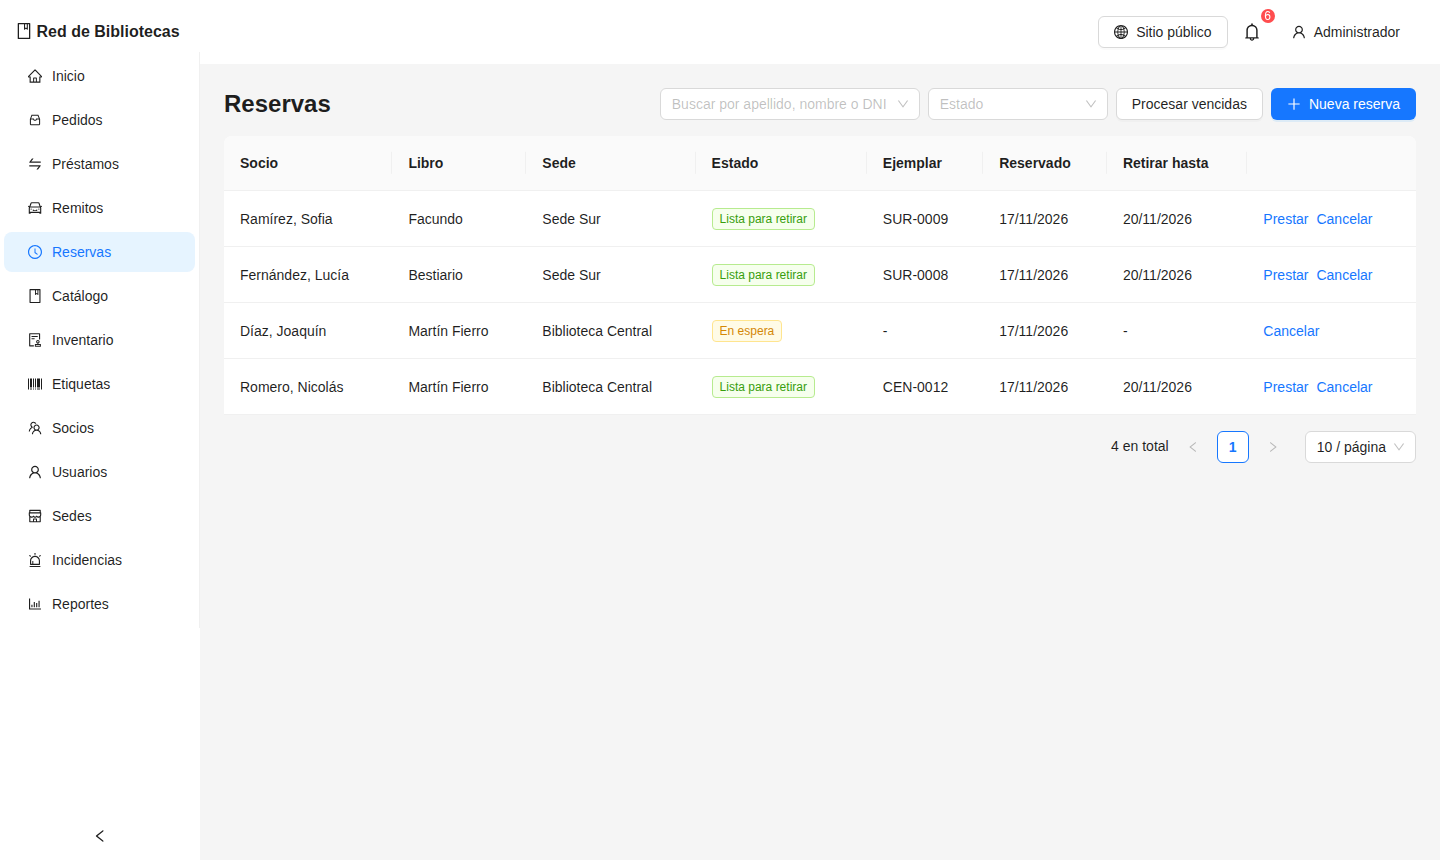 Red de Bibliotecas
Sitio público
6
Administrador
Inicio
Pedidos
Préstamos
Remitos
Reservas
Catálogo
Inventario
Etiquetas
Socios
Usuarios
Sedes
Incidencias
Reportes
Reservas
Buscar por apellido, nombre o DNI
Estado
Procesar vencidas
Nueva reserva
Socio Libro Sede Estado Ejemplar Reservado Retirar hasta
Ramírez, Sofia Facundo Sede Sur Lista para retirar SUR-0009 17/11/2026 20/11/2026 Prestar Cancelar
Fernández, Lucía Bestiario Sede Sur Lista para retirar SUR-0008 17/11/2026 20/11/2026 Prestar Cancelar
Díaz, Joaquín Martín Fierro Biblioteca Central En espera - 17/11/2026 - Cancelar
Romero, Nicolás Martín Fierro Biblioteca Central Lista para retirar CEN-0012 17/11/2026 20/11/2026 Prestar Cancelar
4 en total 1 10 / página